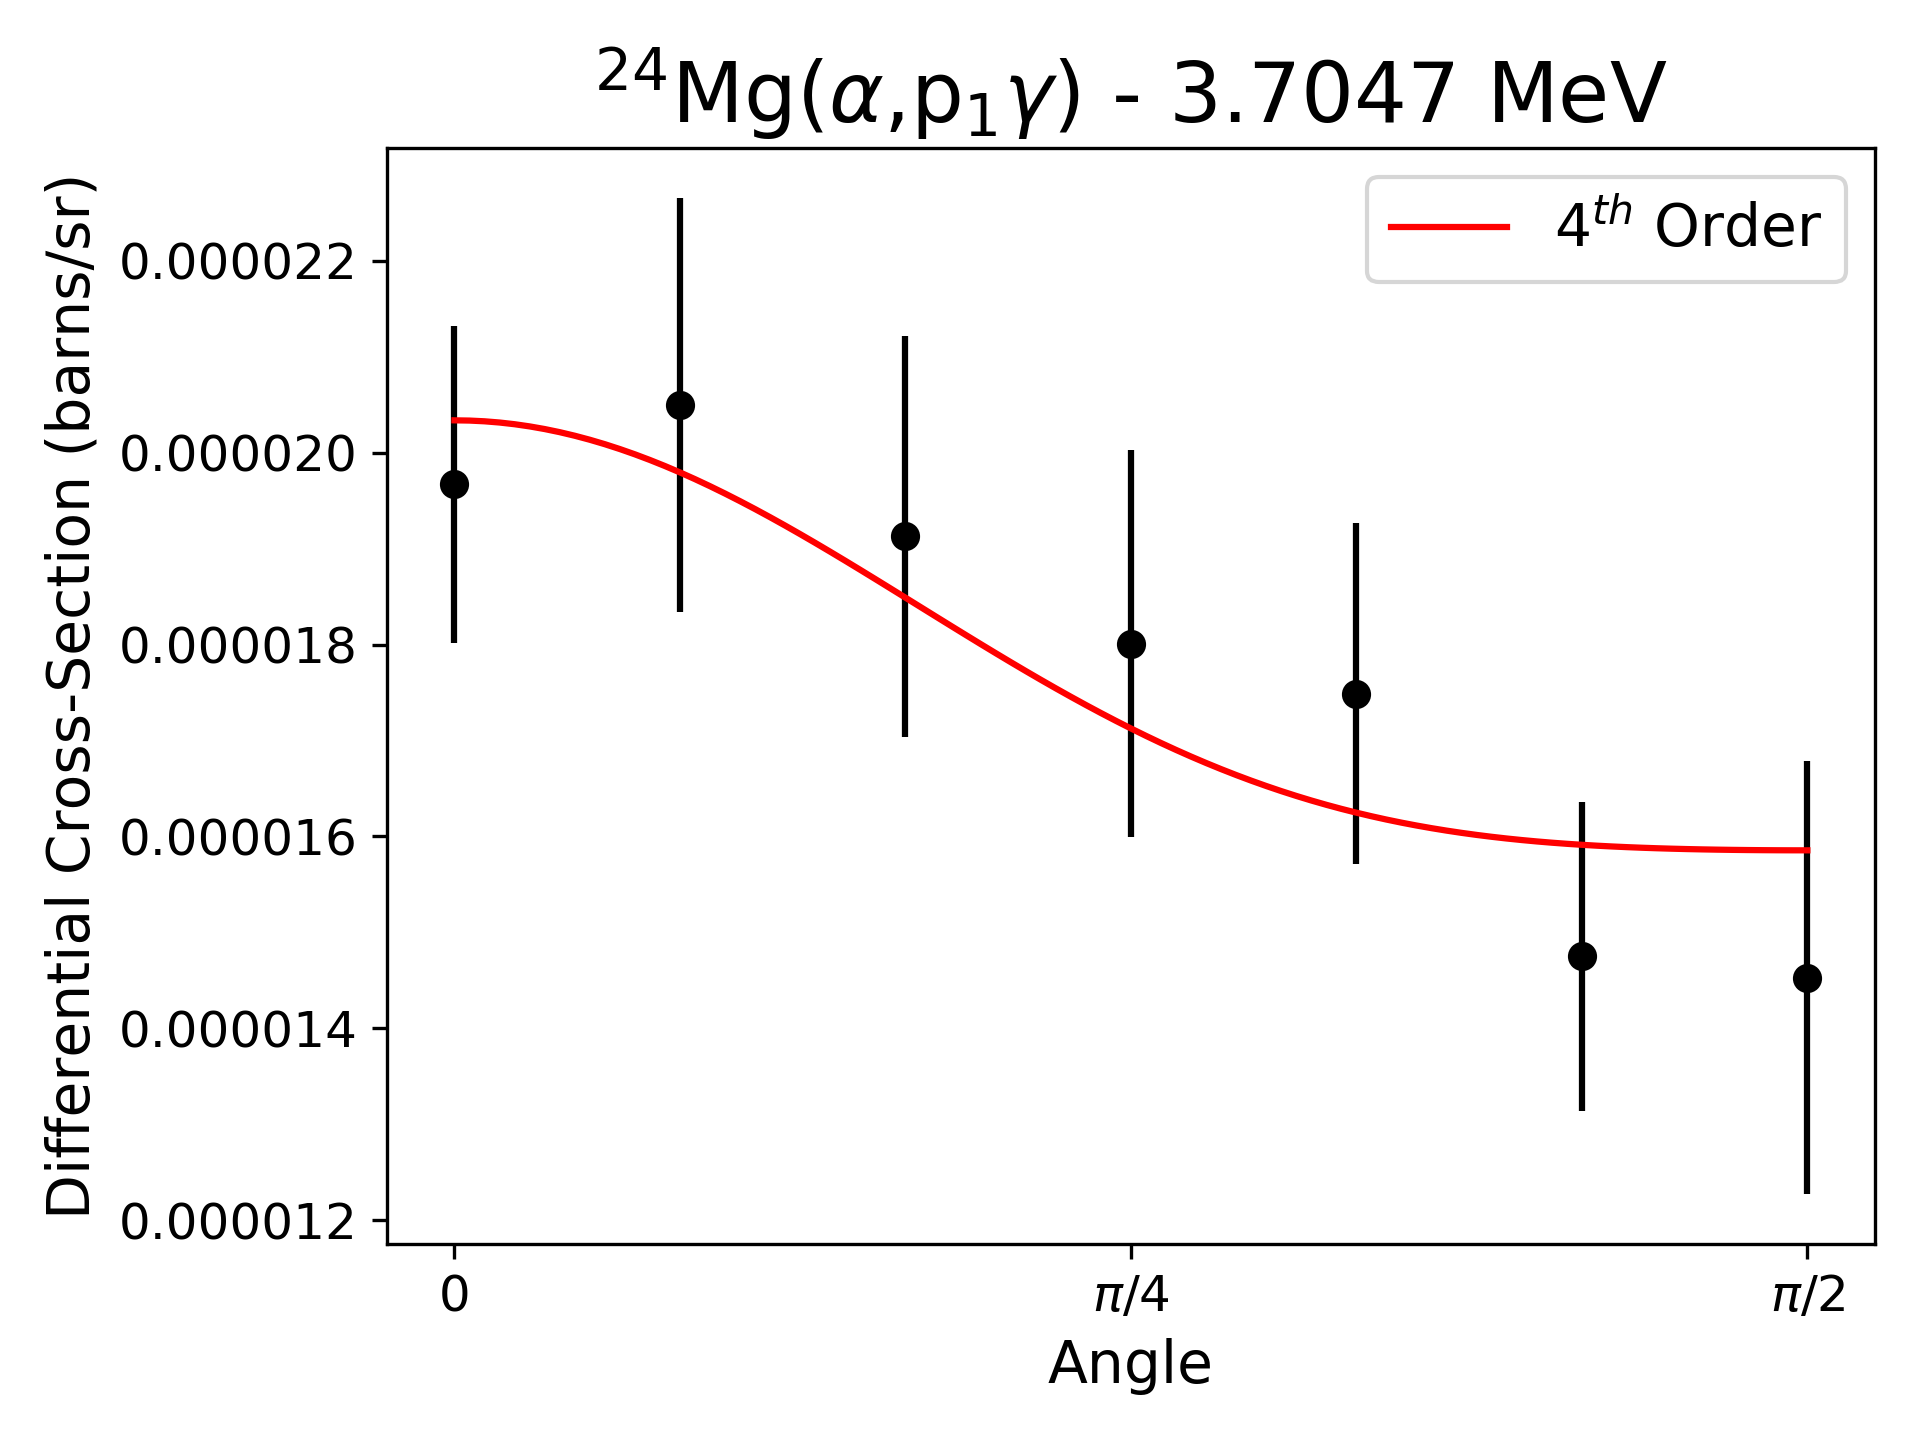 ²⁴Mg(α,p₁γ) - 3.7047 MeV
4ᵗʰ Order
Differential Cross-Section (barns/sr)
0.000022
0.000020
0.000018
0.000016
0.000014
0.000012
0 π/4 π/2
Angle